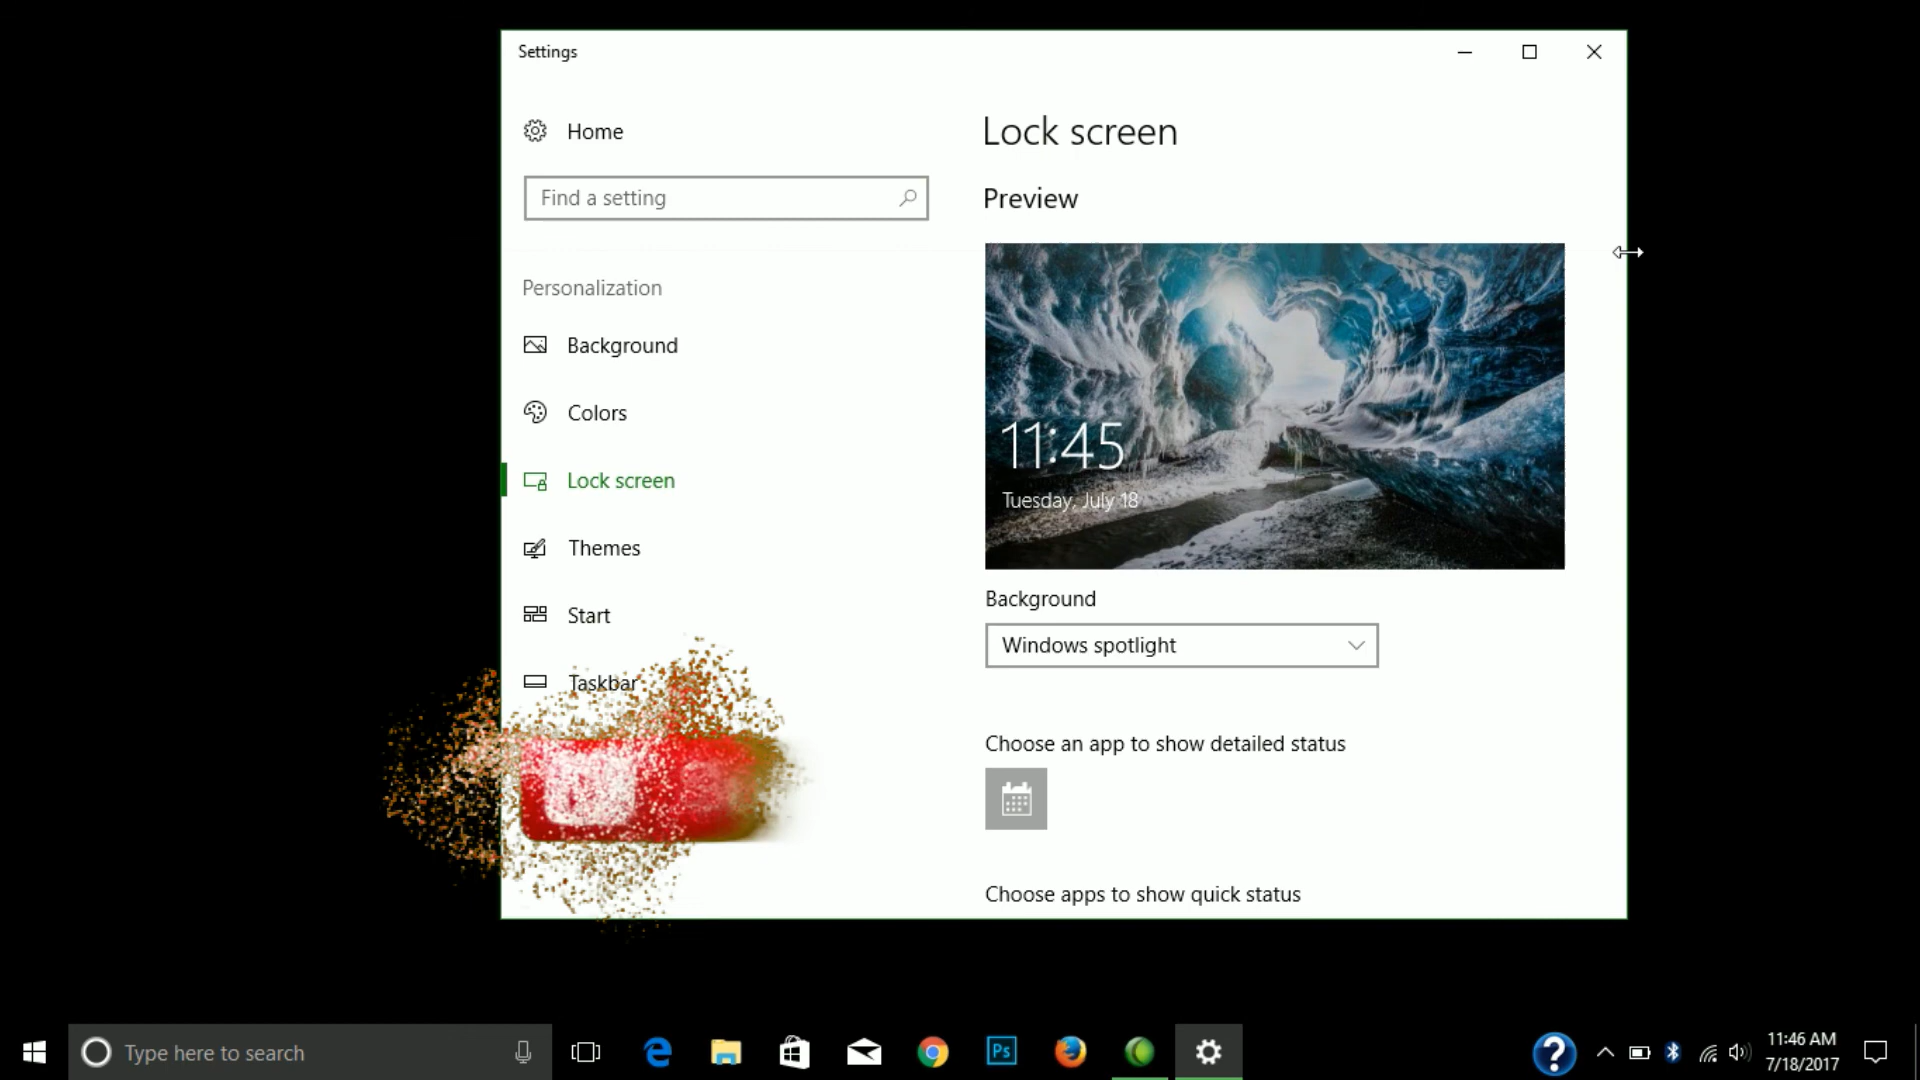 Settings
Home
Find a setting
Personalization
Background
Colors
Lock screen
Themes
Start
Taskbar
Lock screen
Preview
11:45
Tuesday, July 18
Background
Windows spotlight
Choose an app to show detailed status
Choose apps to show quick status
Type here to search
Ps
?
11:46 AM
7/18/2017